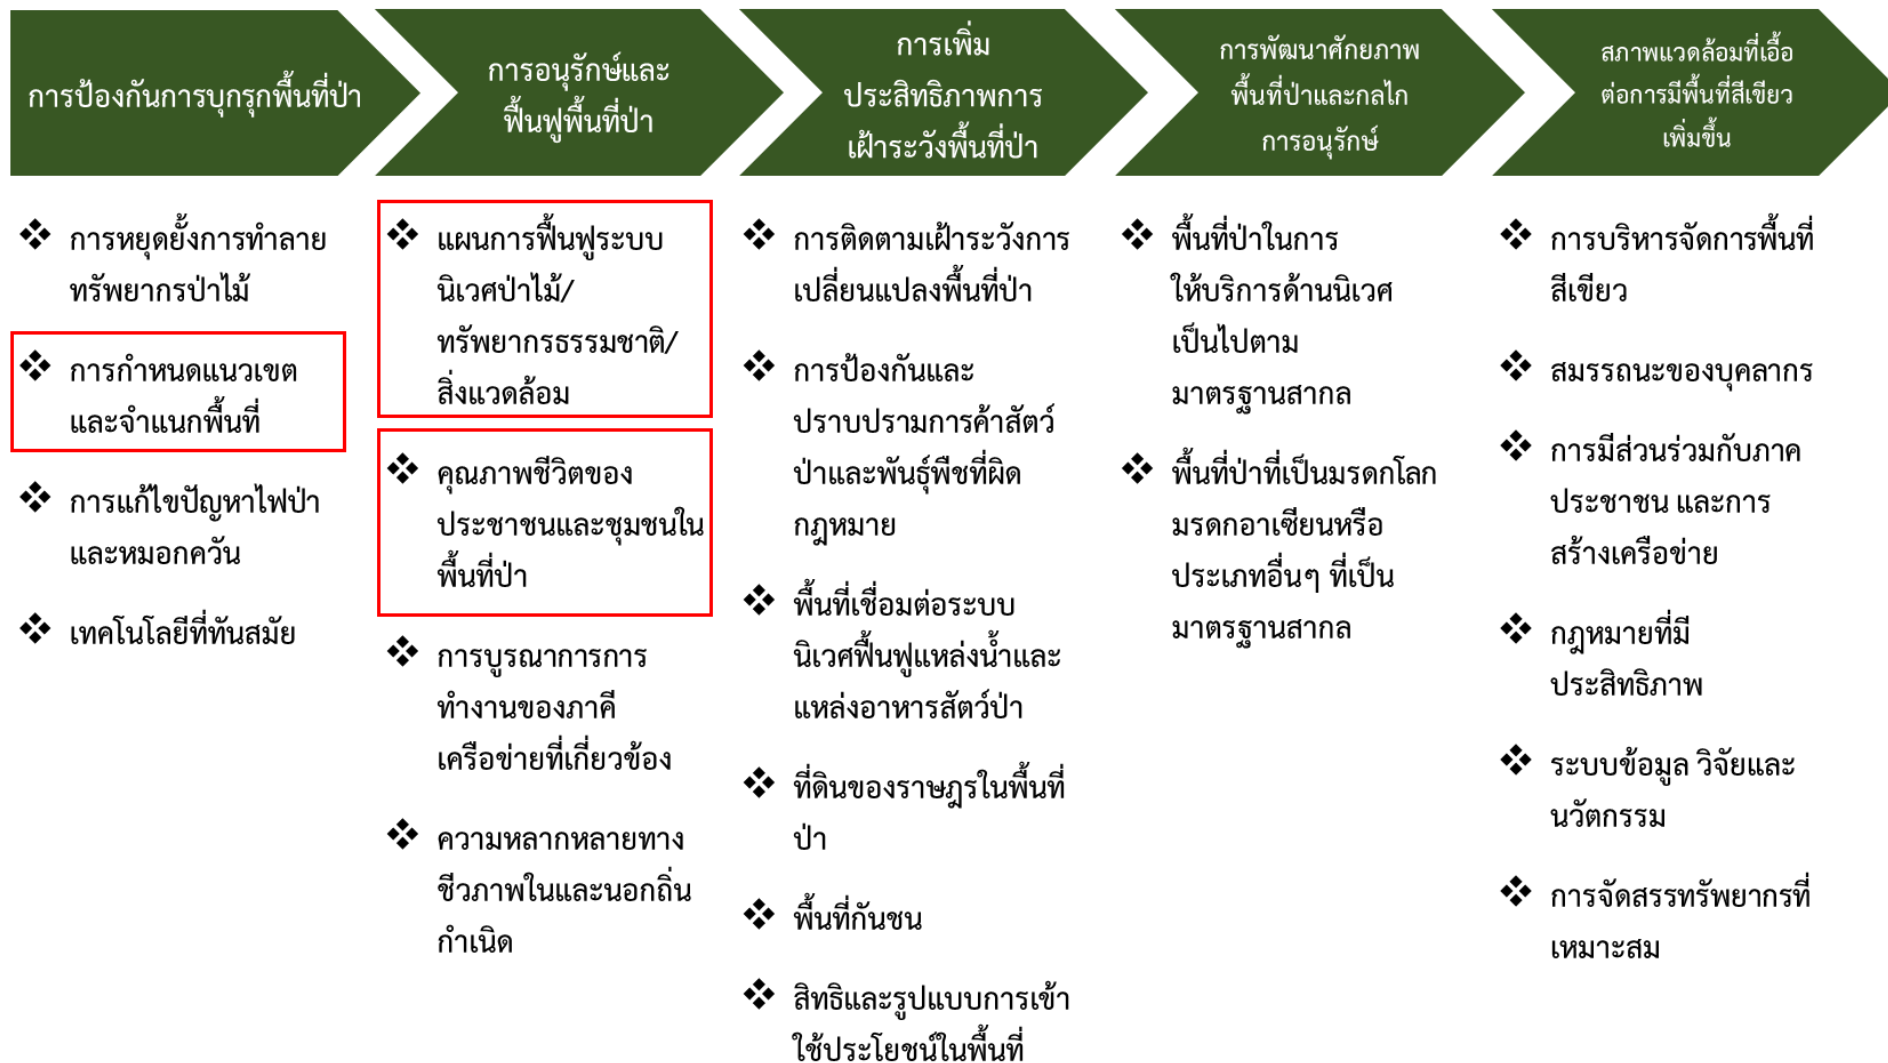 การป้องกันการบุกรุกพื้นที่ป่า
การอนุรักษ์และ
ฟื้นฟูพื้นที่ป่า
การเพิ่ม
ประสิทธิภาพการ
เฝ้าระวังพื้นที่ป่า
การพัฒนาศักยภาพ
พื้นที่ป่าและกลไก
การอนุรักษ์
สภาพแวดล้อมที่เอื้อ
ต่อการมีพื้นที่สีเขียว
เพิ่มขึ้น
❖ การหยุดยั้งการทำลาย
ทรัพยากรป่าไม้
❖ การกำหนดแนวเขต
และจำแนกพื้นที่
❖ การแก้ไขปัญหาไฟป่า
และหมอกควัน
❖ เทคโนโลยีที่ทันสมัย
❖ แผนการฟื้นฟูระบบ
นิเวศป่าไม้/
ทรัพยากรธรรมชาติ/
สิ่งแวดล้อม
❖ คุณภาพชีวิตของ
ประชาชนและชุมชนใน
พื้นที่ป่า
❖ การบูรณาการการ
ทำงานของภาคี
เครือข่ายที่เกี่ยวข้อง
❖ ความหลากหลายทาง
ชีวภาพในและนอกถิ่น
กำเนิด
❖ การติดตามเฝ้าระวังการ
เปลี่ยนแปลงพื้นที่ป่า
❖ การป้องกันและ
ปราบปรามการค้าสัตว์
ป่าและพันธุ์พืชที่ผิด
กฎหมาย
❖ พื้นที่เชื่อมต่อระบบ
นิเวศฟื้นฟูแหล่งน้ำและ
แหล่งอาหารสัตว์ป่า
❖ ที่ดินของราษฎรในพื้นที่
ป่า
❖ พื้นที่กันชน
❖ สิทธิและรูปแบบการเข้า
ใช้ประโยชน์ในพื้นที่
❖ พื้นที่ป่าในการ
ให้บริการด้านนิเวศ
เป็นไปตาม
มาตรฐานสากล
❖ พื้นที่ป่าที่เป็นมรดกโลก
มรดกอาเซียนหรือ
ประเภทอื่นๆ ที่เป็น
มาตรฐานสากล
❖ การบริหารจัดการพื้นที่
สีเขียว
❖ สมรรถนะของบุคลากร
❖ การมีส่วนร่วมกับภาค
ประชาชน และการ
สร้างเครือข่าย
❖ กฎหมายที่มี
ประสิทธิภาพ
❖ ระบบข้อมูล วิจัยและ
นวัตกรรม
❖ การจัดสรรทรัพยากรที่
เหมาะสม